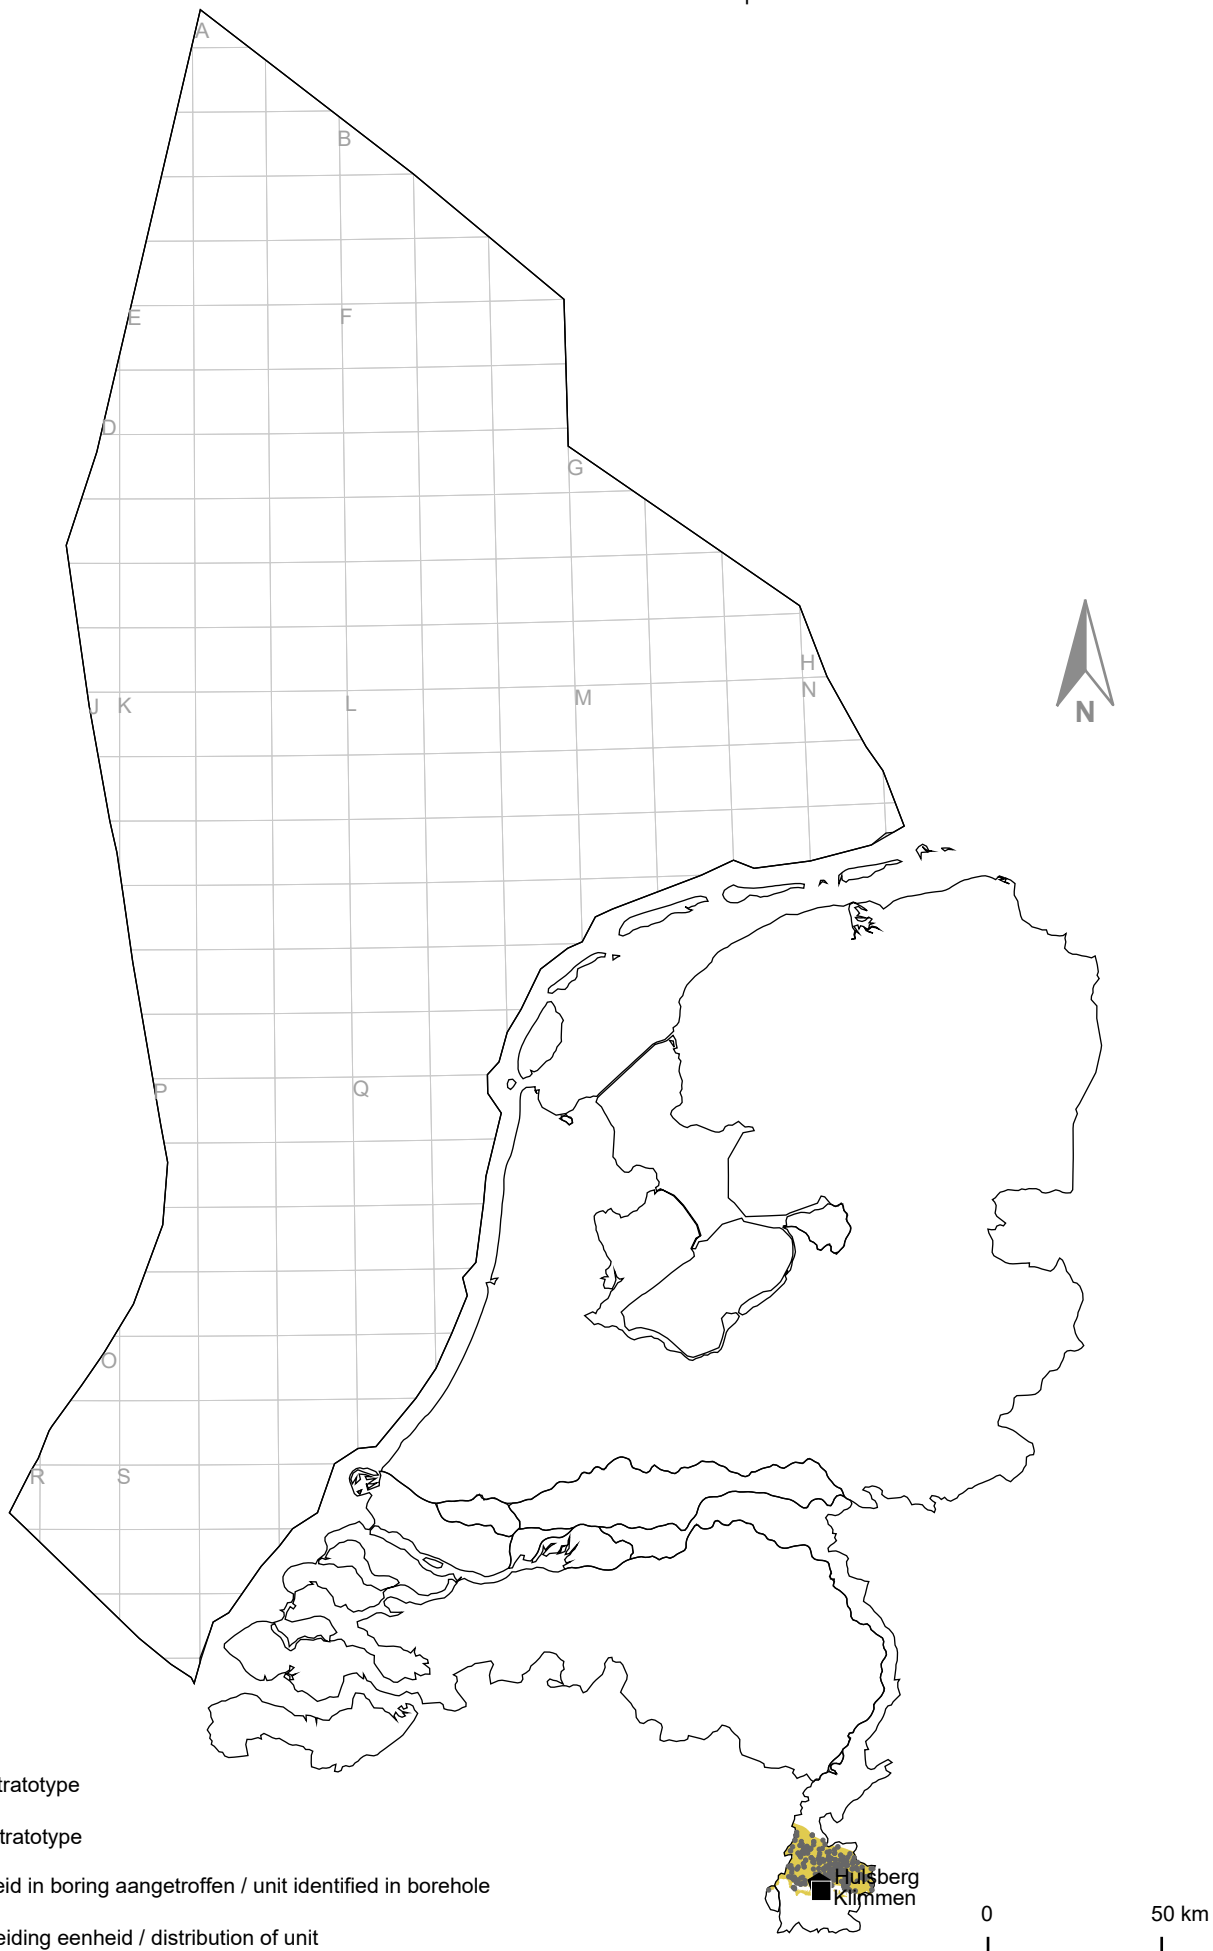 A
B
E
F
D
G
H
N
J K
L
M
N
P
Q
O
R
S
tratotype
tratotype
eid in boring aangetroffen / unit identified in borehole
eiding eenheid / distribution of unit
Hulsberg
Klimmen
0 50 km